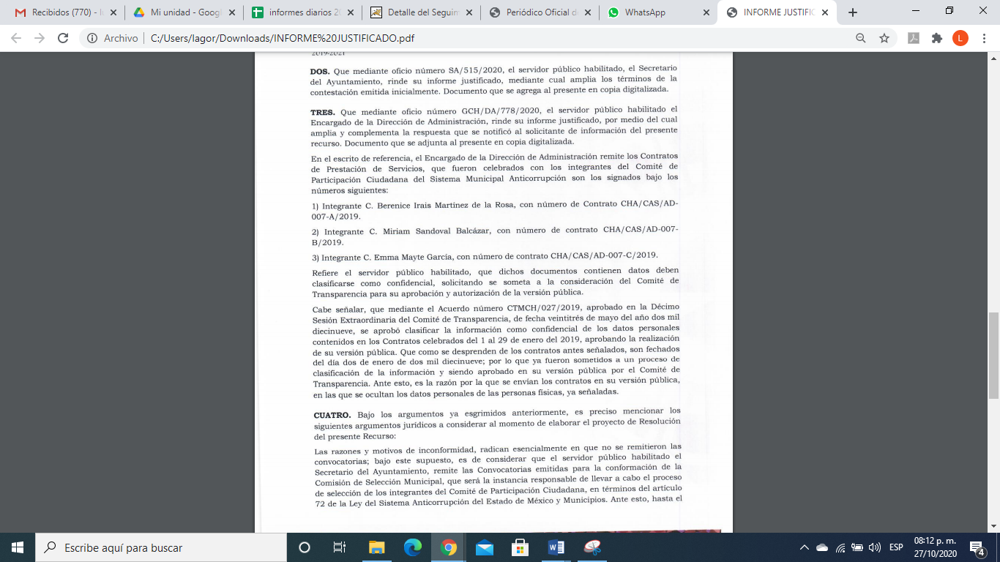 Recibidos (770) - I
Mi unidad - Googl
informes diarios 20
Detalle del Seguim
Periódico Oficial d
WhatsApp
INFORME JUSTIFIC
Archivo
C:/Users/lagor/Downloads/INFORME%20JUSTIFICADO.pdf
L
2019-2021
DOS. Que mediante oficio número SA/515/2020, el servidor público habilitado, el Secretario
del Ayuntamiento, rinde su informe justificado, mediante cual amplia los términos de la
contestación emitida inicialmente. Documento que se agrega al presente en copia digitalizada.
TRES. Que mediante oficio número GCH/DA/778/2020, el servidor público habilitado el
Encargado de la Dirección de Administración, rinde su informe justificado, por medio del cual
amplia y complementa la respuesta que se notificó al solicitante de información del presente
recurso. Documento que se adjunta al presente en copia digitalizada.
En el escrito de referencia, el Encargado de la Dirección de Administración remite los Contratos
de Prestación de Servicios, que fueron celebrados con los integrantes del Comité de
Participación Ciudadana del Sistema Municipal Anticorrupción son los signados bajo los
números siguientes:
1) Integrante C. Berenice Irais Martínez de la Rosa, con número de Contrato CHA/CAS/AD-
007-A/2019.
2) Integrante C. Miriam Sandoval Balcázar, con número de contrato CHA/CAS/AD-007-
B/2019.
3) Integrante C. Emma Mayte García, con número de contrato CHA/CAS/AD-007-C/2019.
Refiere el servidor público habilitado, que dichos documentos contienen datos deben
clasificarse como confidencial, solicitando se someta a la consideración del Comité de
Transparencia para su aprobación y autorización de la versión pública.
Cabe señalar, que mediante el Acuerdo número CTMCH/027/2019, aprobado en la Décimo
Sesión Extraordinaria del Comité de Transparencia, de fecha veintitrés de mayo del año dos mil
diecinueve, se aprobó clasificar la información como confidencial de los datos personales
contenidos en los Contratos celebrados del 1 al 29 de enero del 2019, aprobando la realización
de su versión pública. Que como se desprenden de los contratos antes señalados, son fechados
del día dos de enero de dos mil diecinueve; por lo que ya fueron sometidos a un proceso de
clasificación de la información y siendo aprobado en su versión pública por el Comité de
Transparencia. Ante esto, es la razón por la que se envían los contratos en su versión pública,
en las que se ocultan los datos personales de las personas físicas, ya señaladas.
CUATRO. Bajo los argumentos ya esgrimidos anteriormente, es preciso mencionar los
siguientes argumentos jurídicos a considerar al momento de elaborar el proyecto de Resolución
del presente Recurso:
Las razones y motivos de inconformidad, radican esencialmente en que no se remitieron las
convocatorias; bajo este supuesto, es de considerar que el servidor público habilitado el
Secretario del Ayuntamiento, remite las Convocatorias emitidas para la conformación de la
Comisión de Selección Municipal, que será la instancia responsable de llevar a cabo el proceso
de selección de los integrantes del Comité de Participación Ciudadana, en términos del artículo
72 de la Ley del Sistema Anticorrupción del Estado de México y Municipios. Ante esto, hasta el
Escribe aquí para buscar
ESP
08:12 p. m.
27/10/2020
4